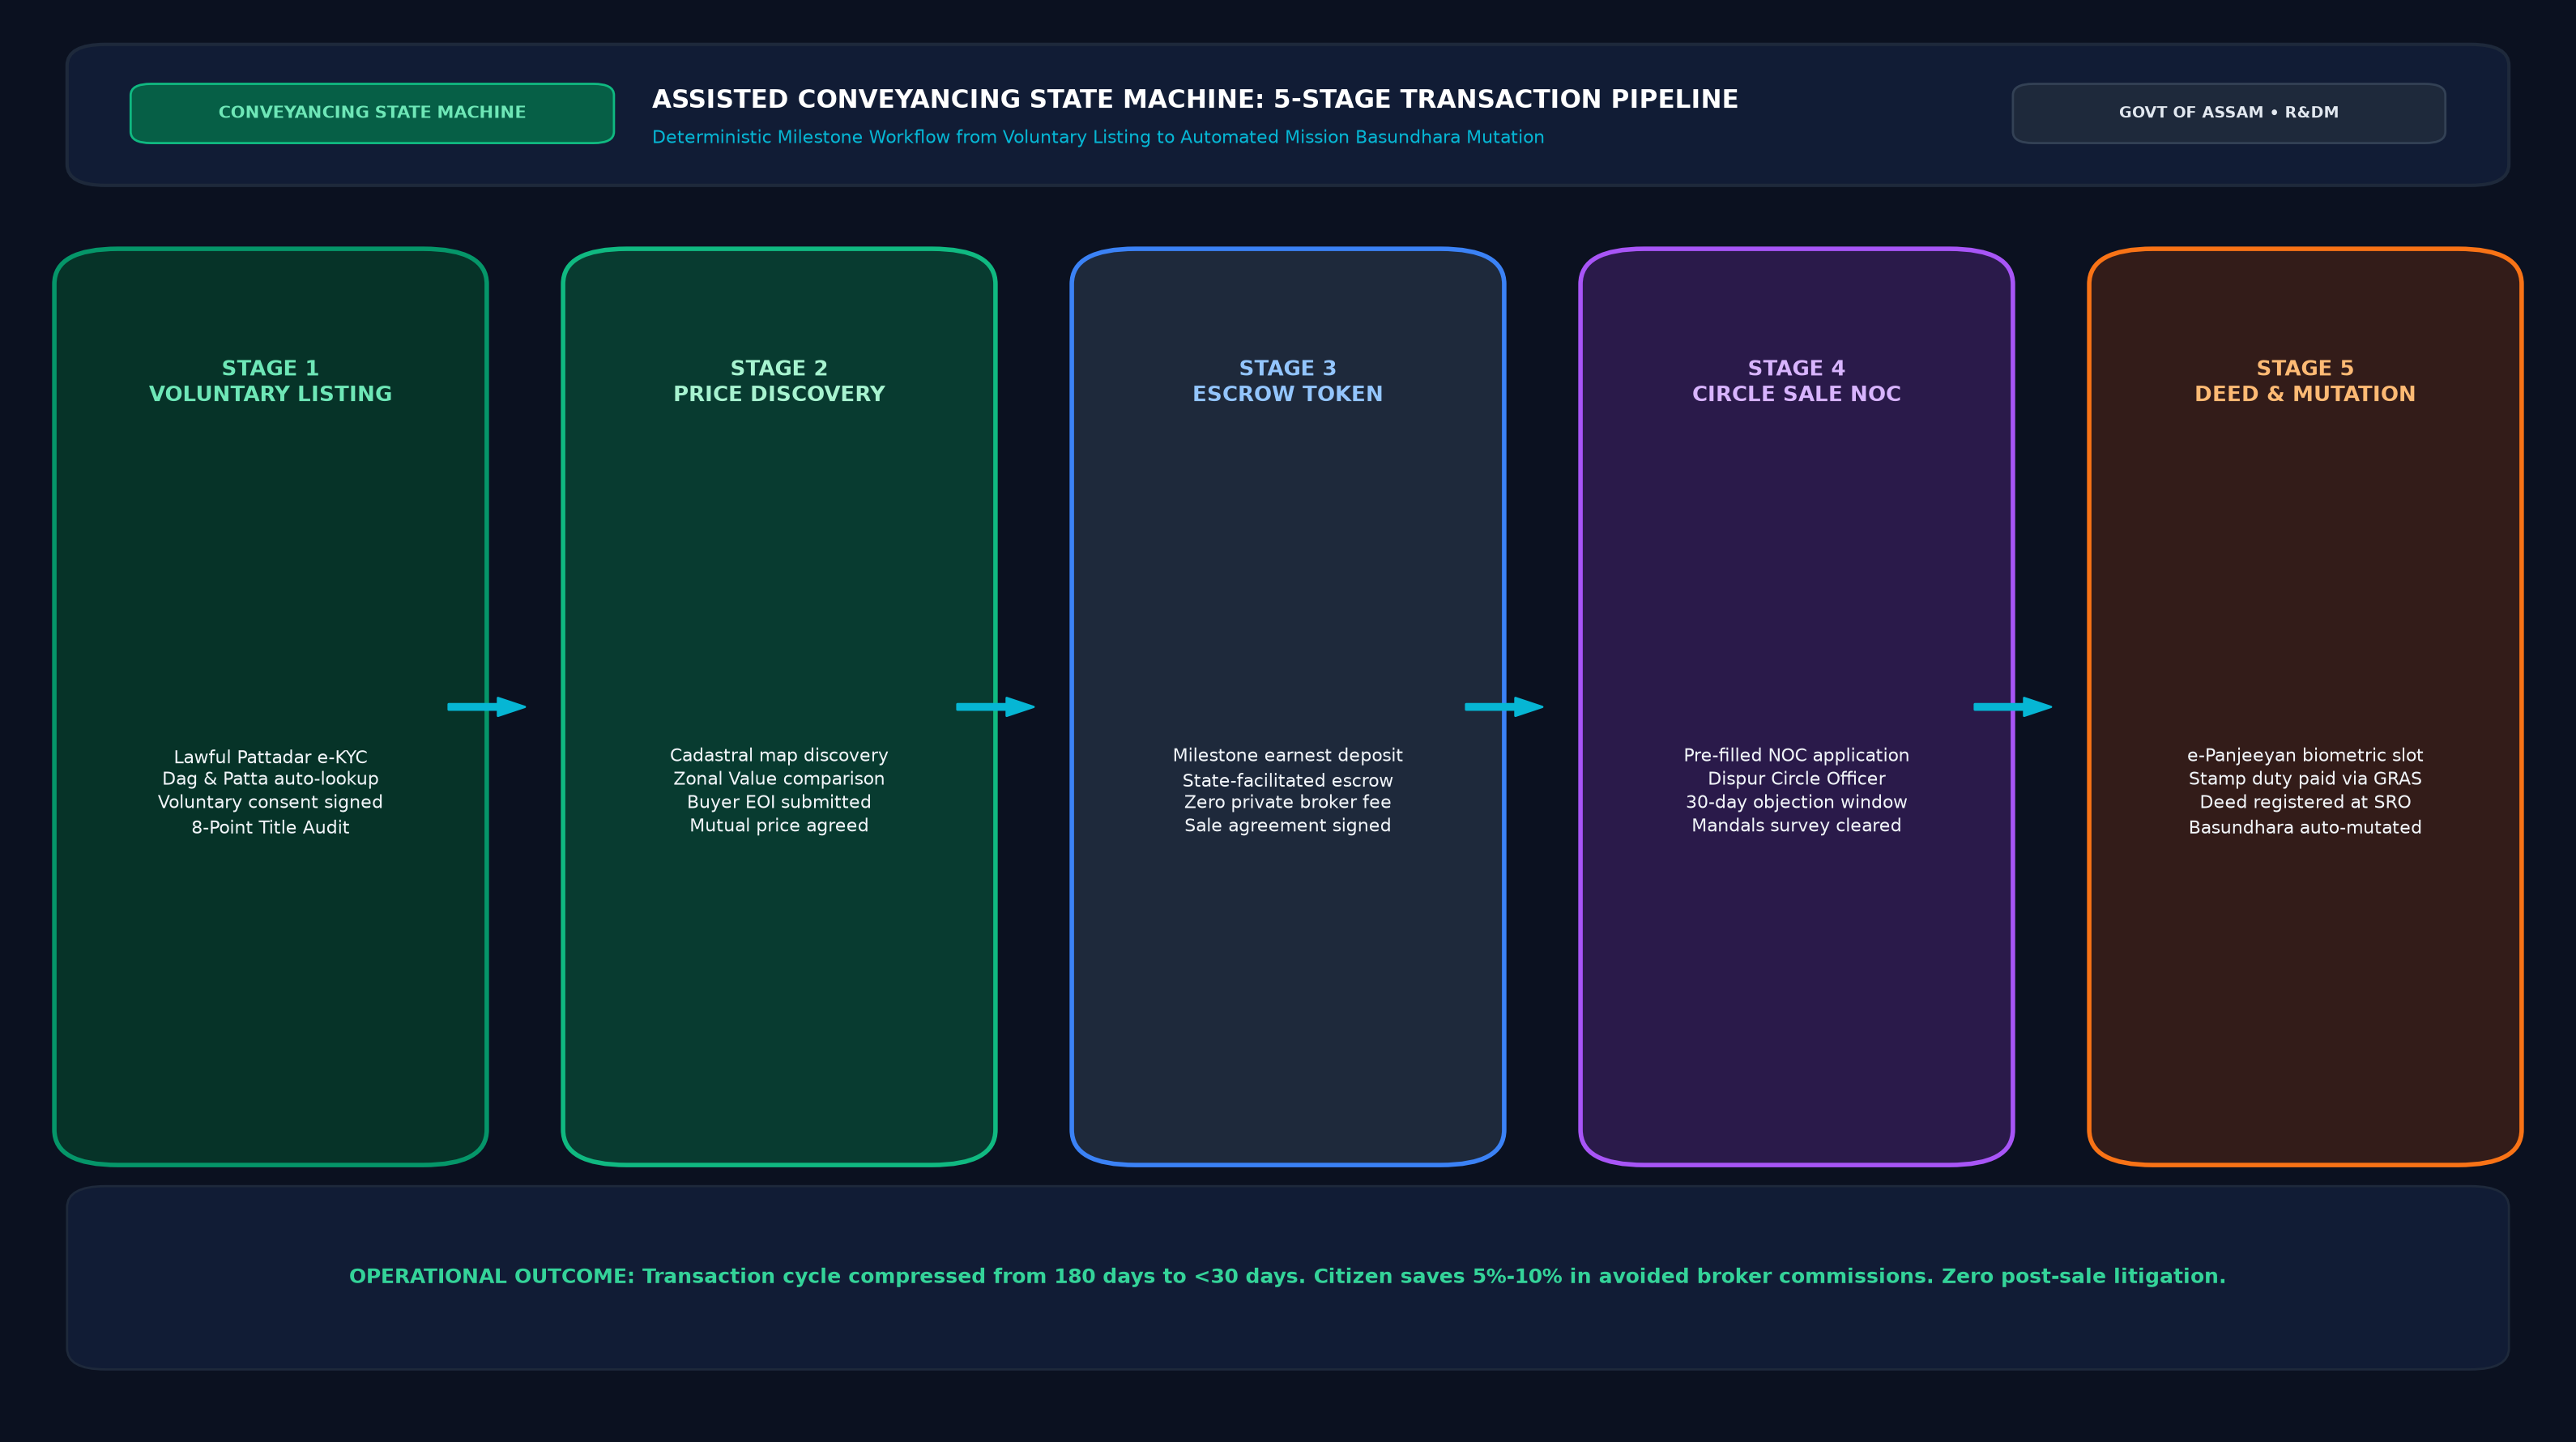 CONVEYANCING STATE MACHINE
ASSISTED CONVEYANCING STATE MACHINE: 5-STAGE TRANSACTION PIPELINE
Deterministic Milestone Workflow from Voluntary Listing to Automated Mission Basundhara Mutation
GOVT OF ASSAM • R&DM
STAGE 1
VOLUNTARY LISTING
Lawful Pattadar e-KYC
Dag & Patta auto-lookup
Voluntary consent signed
8-Point Title Audit
STAGE 2
PRICE DISCOVERY
Cadastral map discovery
Zonal Value comparison
Buyer EOI submitted
Mutual price agreed
STAGE 3
ESCROW TOKEN
Milestone earnest deposit
State-facilitated escrow
Zero private broker fee
Sale agreement signed
STAGE 4
CIRCLE SALE NOC
Pre-filled NOC application
Dispur Circle Officer
30-day objection window
Mandals survey cleared
STAGE 5
DEED & MUTATION
e-Panjeeyan biometric slot
Stamp duty paid via GRAS
Deed registered at SRO
Basundhara auto-mutated
OPERATIONAL OUTCOME: Transaction cycle compressed from 180 days to <30 days. Citizen saves 5%-10% in avoided broker commissions. Zero post-sale litigation.